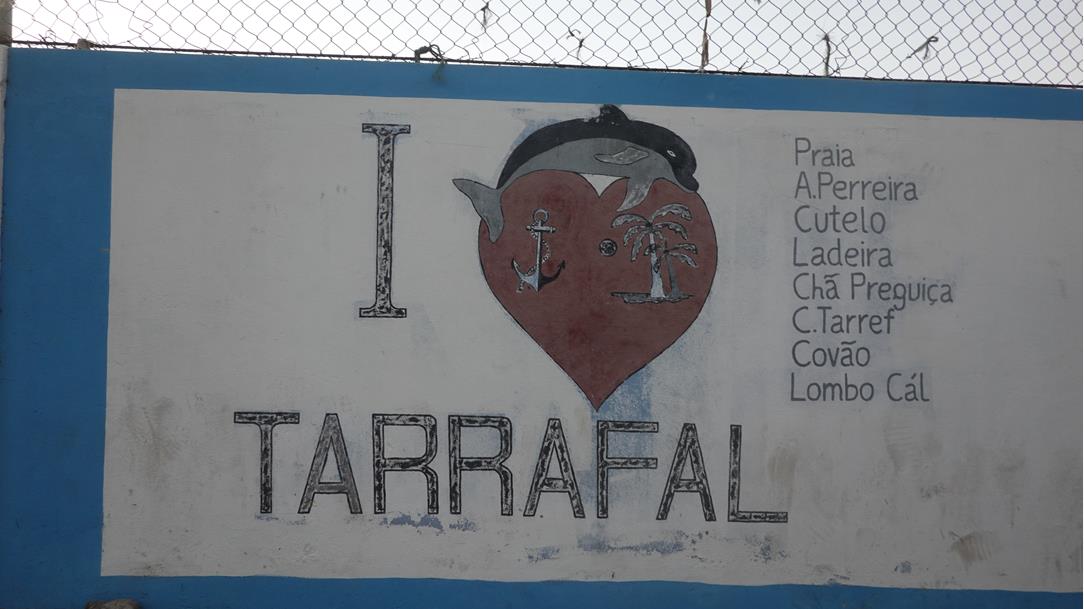 I
TARRAFAL
Praia
A.Perreira
Cutelo
Ladeira
Chã Preguiça
C.Tarref
Covão
Lombo Cál